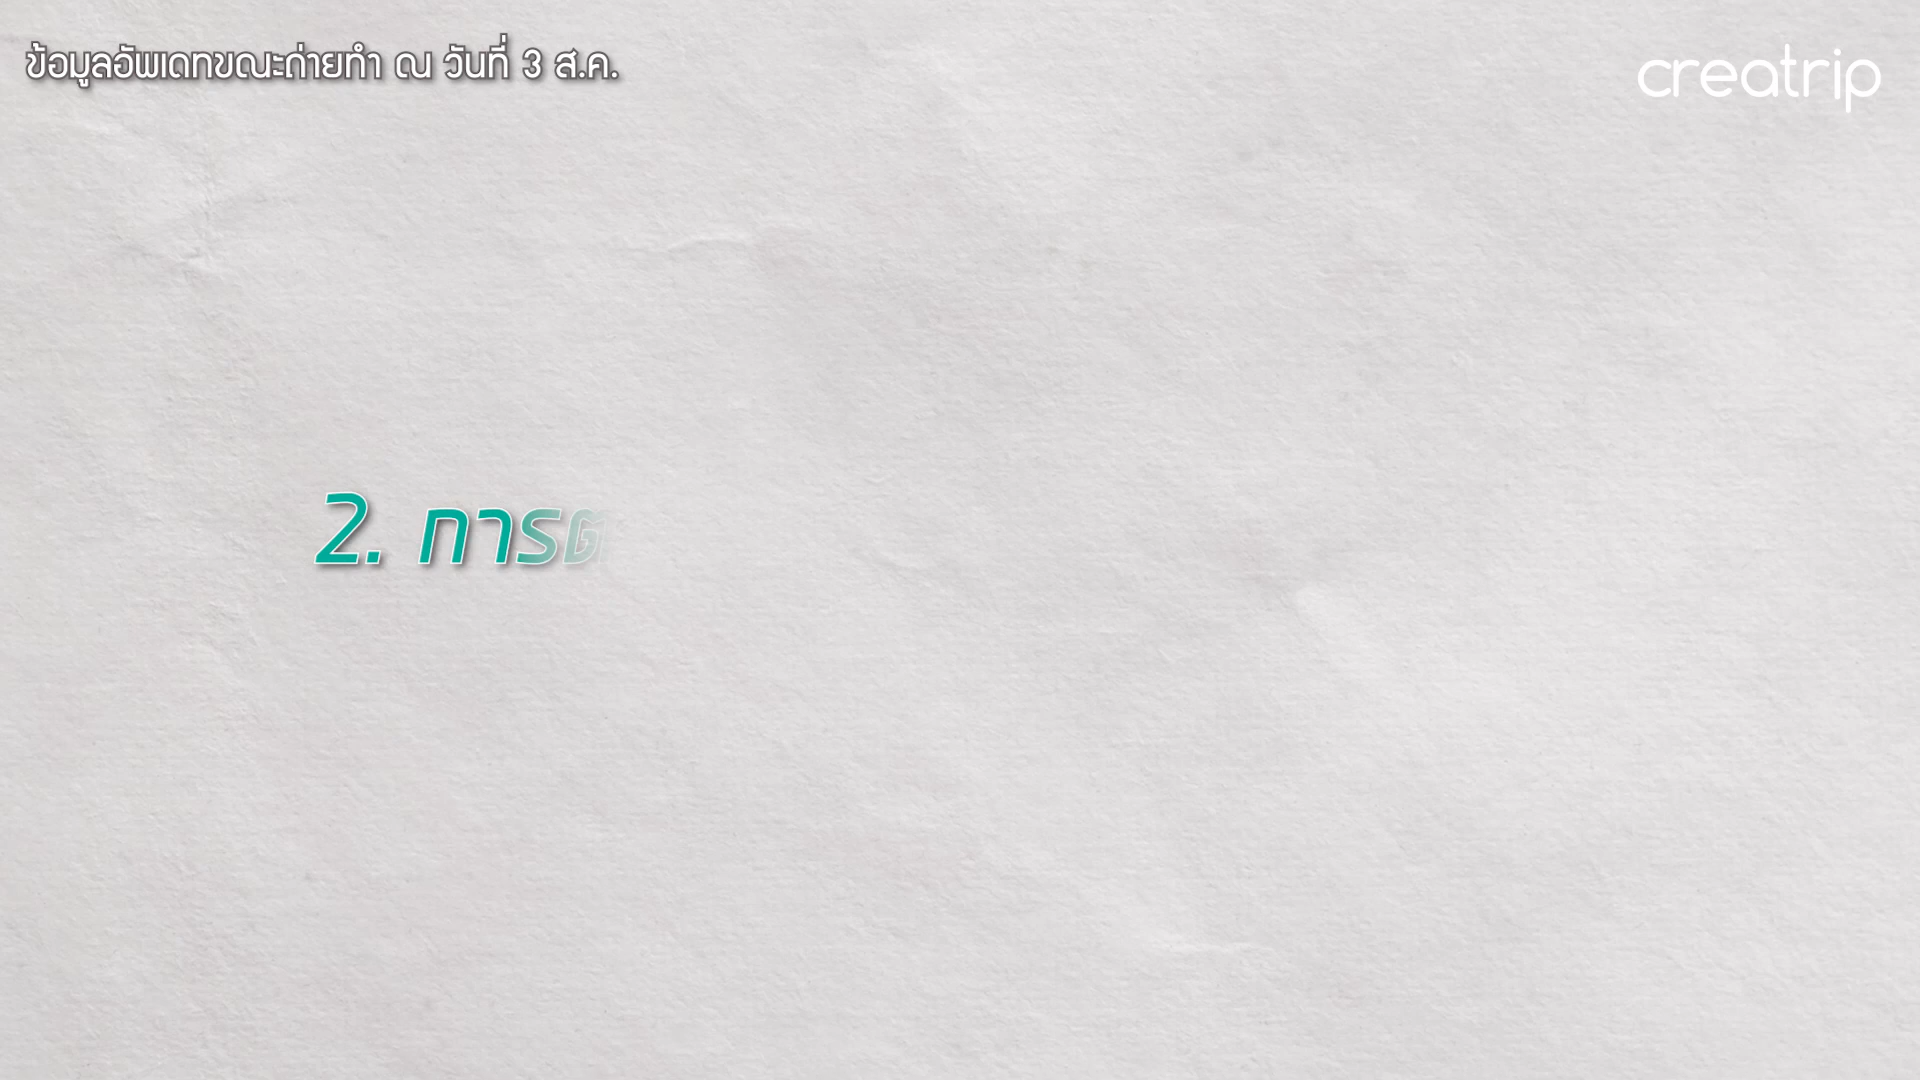 ข้อมูลอัพเดทขณะถ่ายทำ ณ วันที่ 3 ส.ค.
creatrip
2. การ